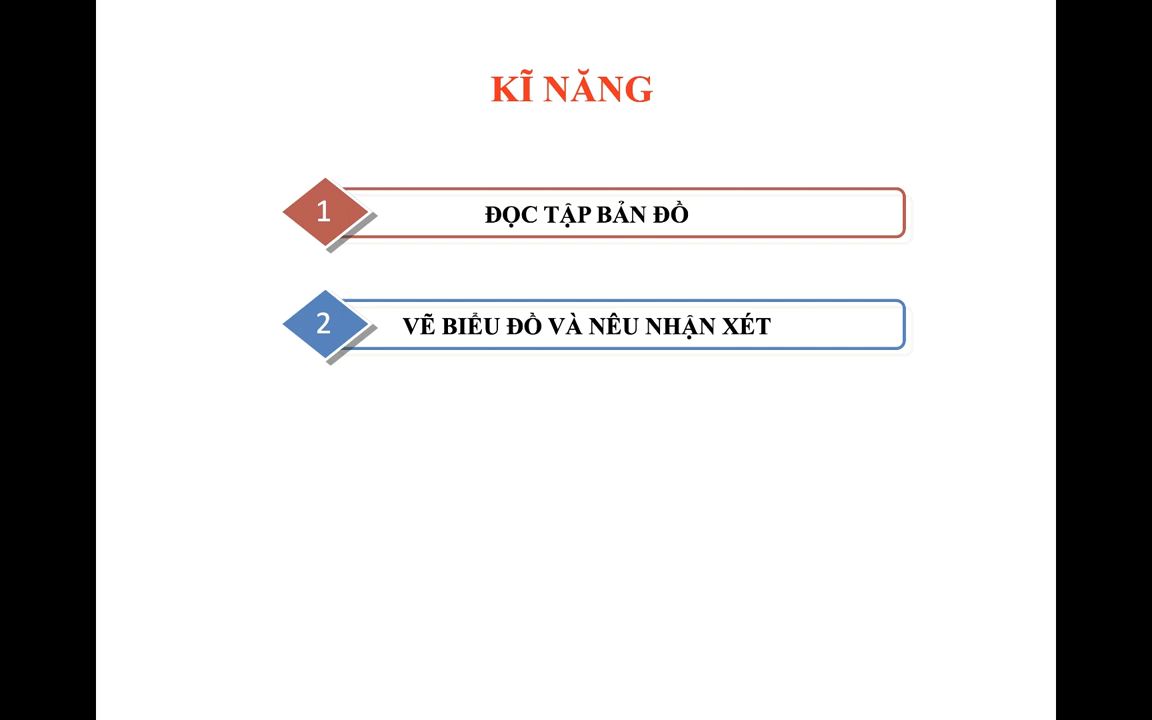 KĨ NĂNG
1
ĐỌC TẬP BẢN ĐỒ
2
VẼ BIỂU ĐỒ VÀ NÊU NHẬN XÉT